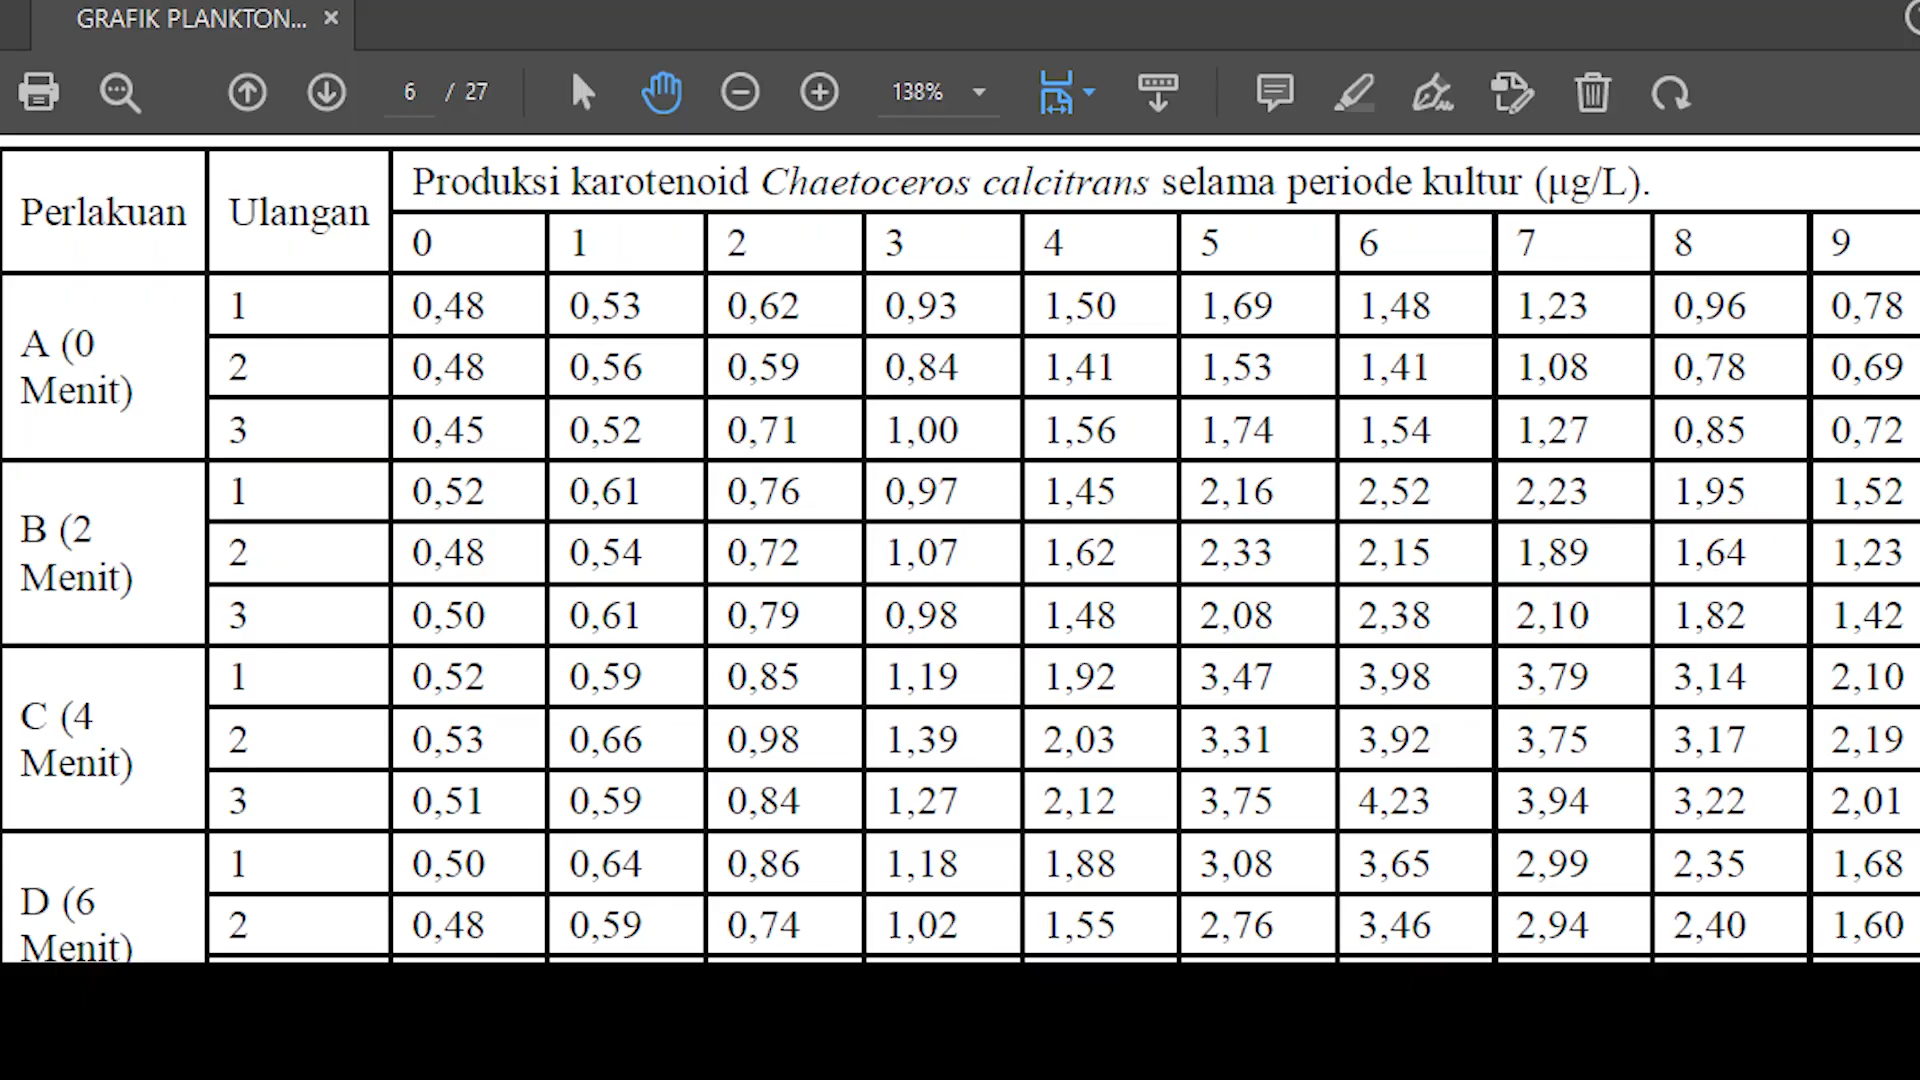 GRAFIK PLANKTON...
6 / 27 138%
Perlakuan Ulangan Produksi karotenoid Chaetoceros calcitrans selama periode kultur (µg/L).
0 1 2 3 4 5 6 7 8 9
A (0 Menit)
1 0,48 0,53 0,62 0,93 1,50 1,69 1,48 1,23 0,96 0,78
2 0,48 0,56 0,59 0,84 1,41 1,53 1,41 1,08 0,78 0,69
3 0,45 0,52 0,71 1,00 1,56 1,74 1,54 1,27 0,85 0,72
B (2 Menit)
1 0,52 0,61 0,76 0,97 1,45 2,16 2,52 2,23 1,95 1,52
2 0,48 0,54 0,72 1,07 1,62 2,33 2,15 1,89 1,64 1,23
3 0,50 0,61 0,79 0,98 1,48 2,08 2,38 2,10 1,82 1,42
C (4 Menit)
1 0,52 0,59 0,85 1,19 1,92 3,47 3,98 3,79 3,14 2,10
2 0,53 0,66 0,98 1,39 2,03 3,31 3,92 3,75 3,17 2,19
3 0,51 0,59 0,84 1,27 2,12 3,75 4,23 3,94 3,22 2,01
D (6 Menit)
1 0,50 0,64 0,86 1,18 1,88 3,08 3,65 2,99 2,35 1,68
2 0,48 0,59 0,74 1,02 1,55 2,76 3,46 2,94 2,40 1,60